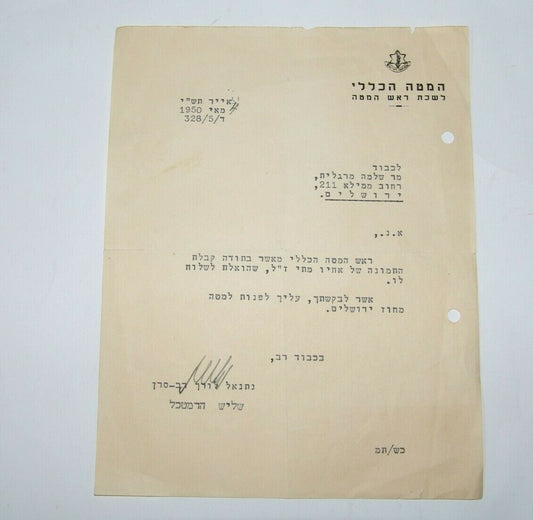 המטה הכללי
לשכת ראש המטה
אייר תש"י
מאי 1950
ד/328/5
לכבוד
מר שלמה מרגלית,
רחוב ממילא 211,
ירושלים.
א.נ.,
ראש המטה הכללי מאשר בתודה קבלת
התמונה של אחיו מתי ז"ל, שהואלת לשלוח
לו.
אשר לבקשתך, עליך לפנות למטה
מחוז ירושלים.
בכבוד רב,
נתנאל לורך רב-סרן
שליש הרמטכל
כש/תמ